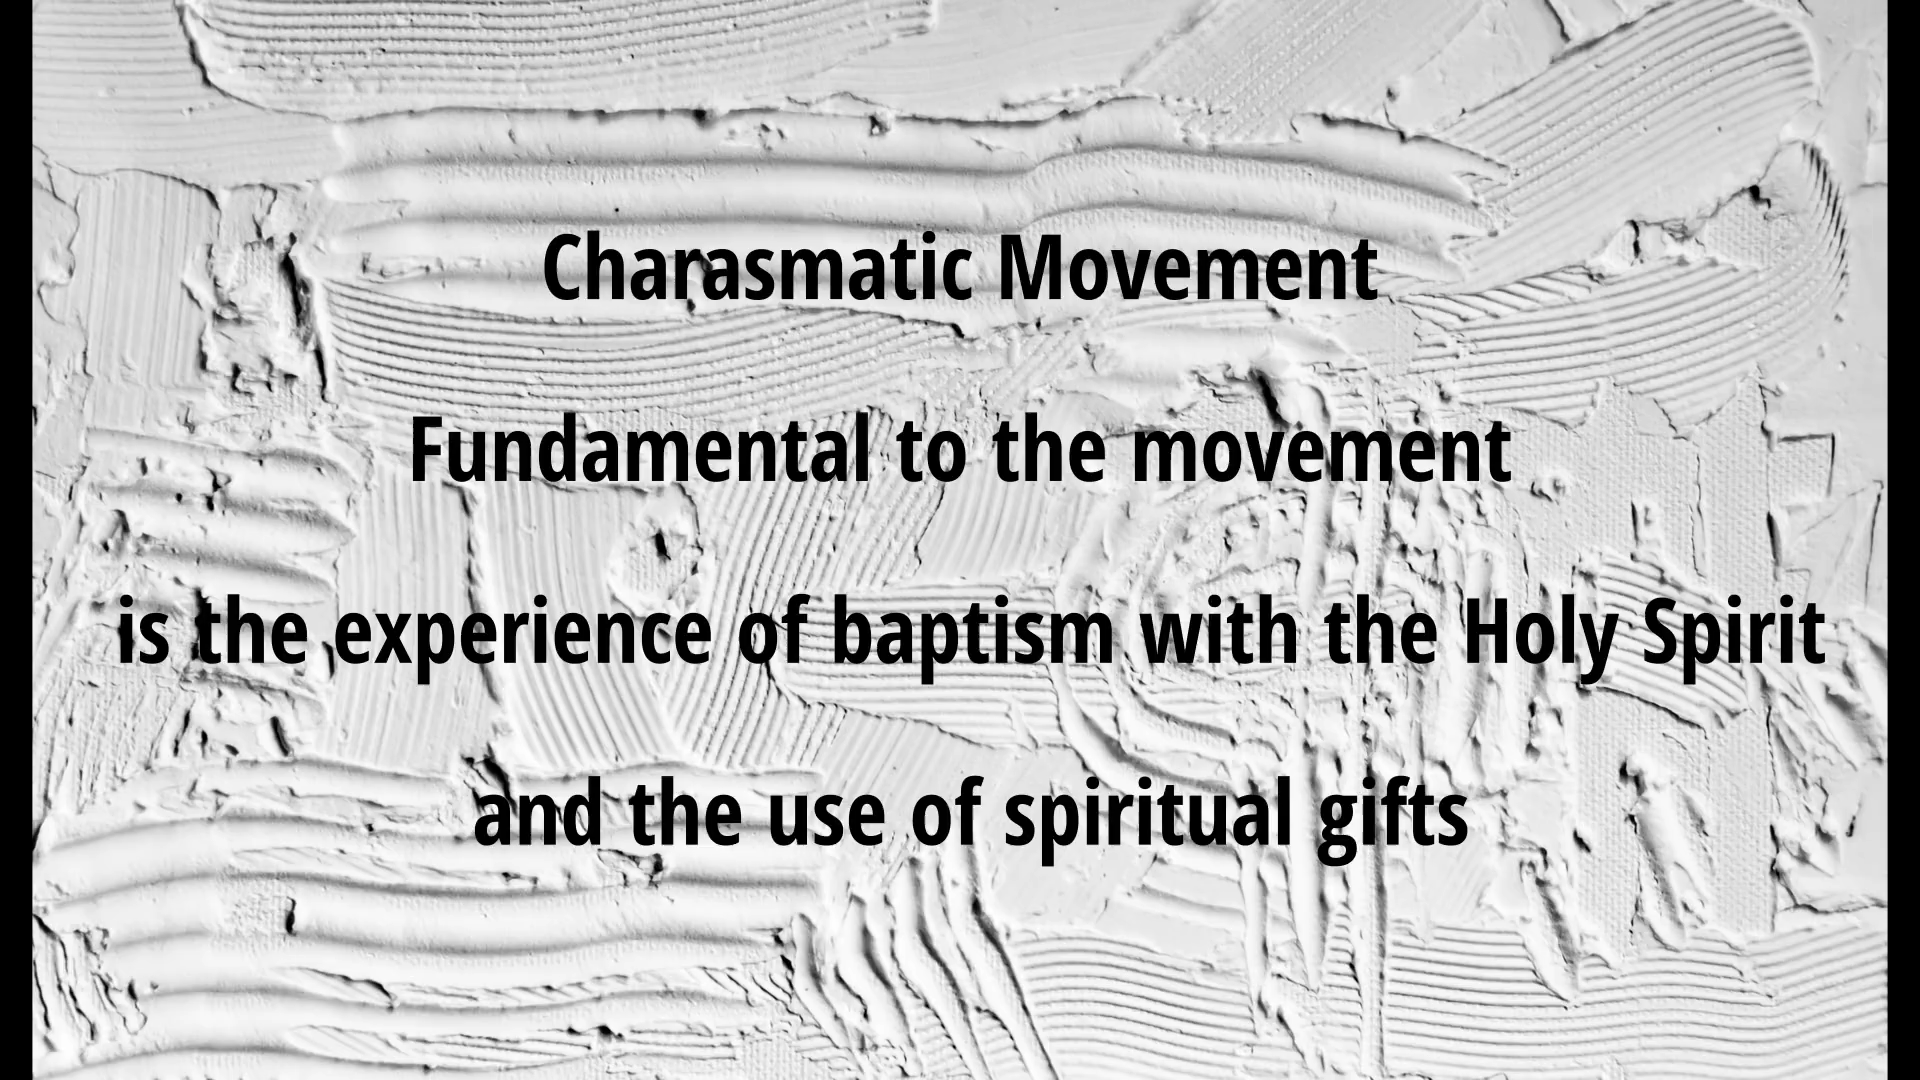 Charasmatic Movement
Fundamental to the movement
is the experience of baptism with the Holy Spirit
and the use of spiritual gifts